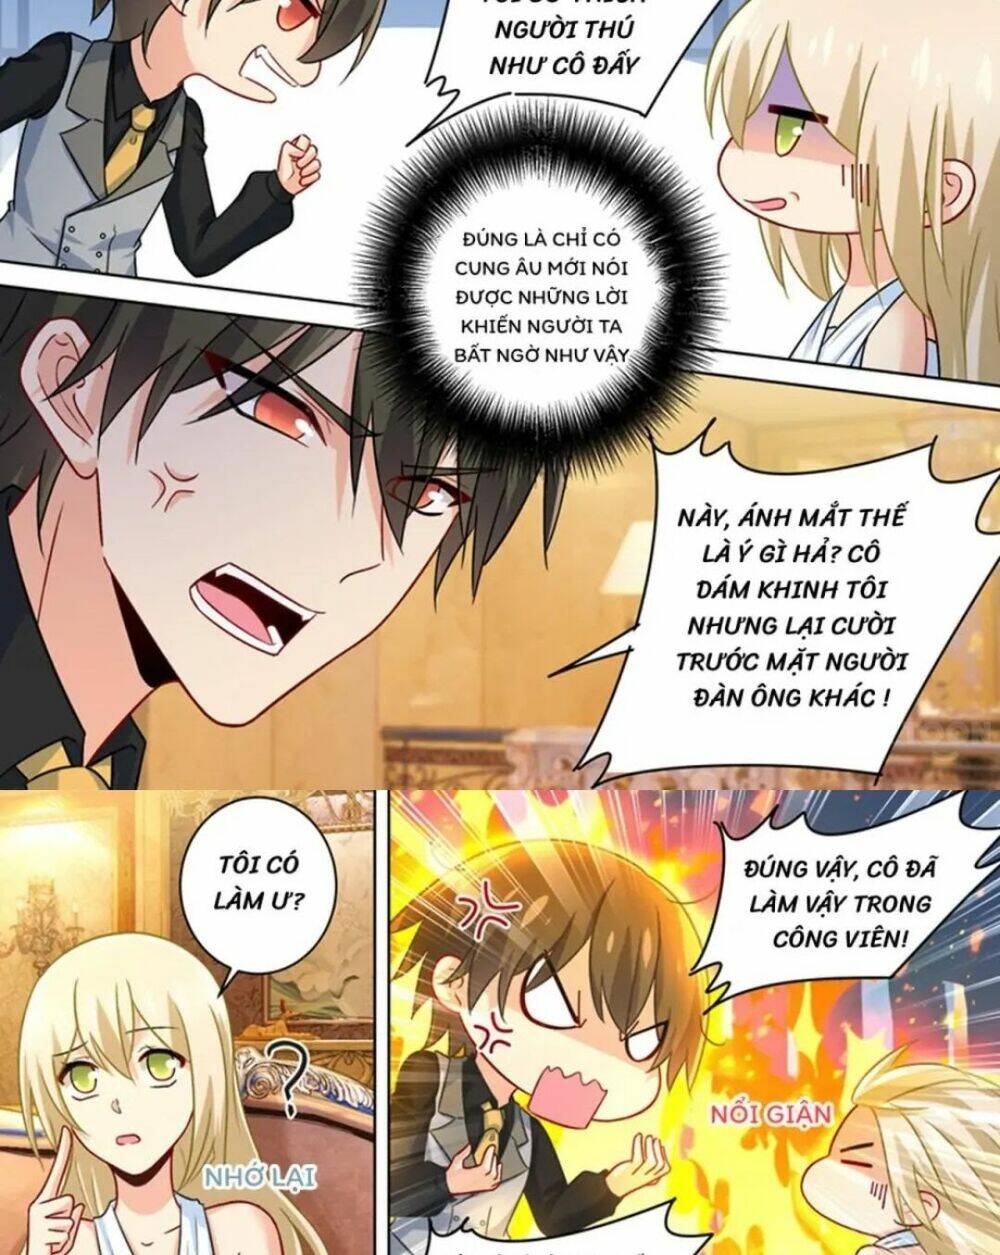 NGƯỜI THÚ
NHƯ CÔ ĐẤY
ĐÚNG LÀ CHỈ CÓ
CUNG ÂU MỚI NÓI
ĐƯỢC NHỮNG LỜI
KHIẾN NGƯỜI TA
BẤT NGỜ NHƯ VẬY
NÀY, ÁNH MẮT THẾ
LÀ Ý GÌ HẢ? CÔ
DÁM KHINH TÔI
NHƯNG LẠI CƯỜI
TRƯỚC MẶT NGƯỜI
ĐÀN ÔNG KHÁC !
TÔI CÓ
LÀM Ư?
NHỚ LẠI
ĐÚNG VẬY, CÔ ĐÃ
LÀM VẬY TRONG
CÔNG VIÊN!
NỔI GIẬN